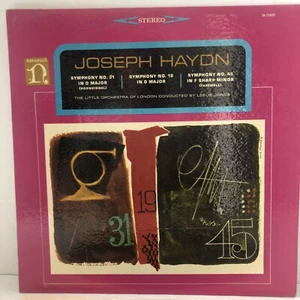 STEREO
NONESUCH
JOSEPH HAYDN
SYMPHONY NO. 31
IN D MAJOR
(HORNSIGNAL)
SYMPHONY NO. 19
IN D MAJOR
SYMPHONY NO. 45
IN F SHARP MINOR
(FAREWELL)
THE LITTLE ORCHESTRA OF LONDON CONDUCTED BY LESLIE JONES
31
19
45